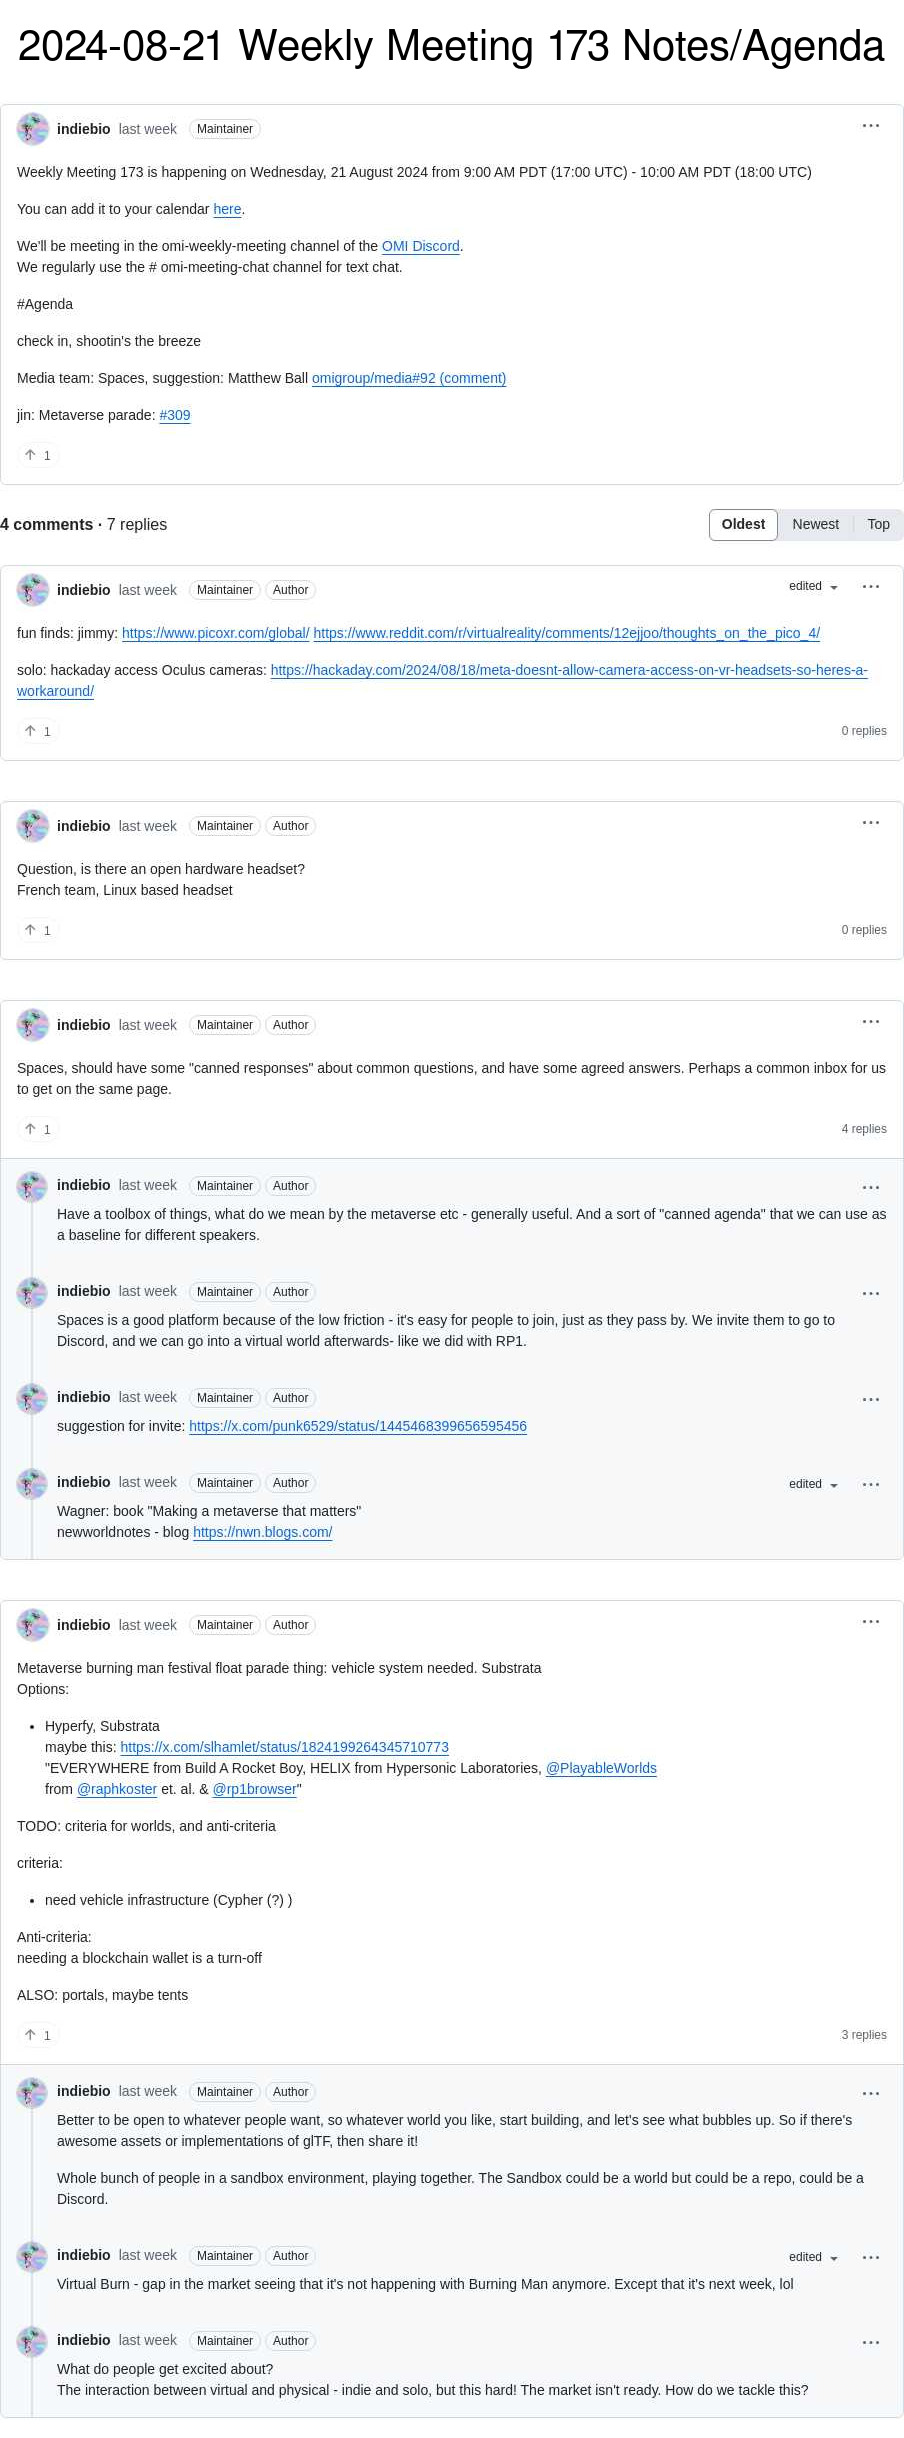 2024-08-21 Weekly Meeting 173 Notes/Agenda
indiebio last week Maintainer
Weekly Meeting 173 is happening on Wednesday, 21 August 2024 from 9:00 AM PDT (17:00 UTC) - 10:00 AM PDT (18:00 UTC)
You can add it to your calendar here.
We'll be meeting in the omi-weekly-meeting channel of the OMI Discord.
We regularly use the # omi-meeting-chat channel for text chat.
#Agenda
check in, shootin's the breeze
Media team: Spaces, suggestion: Matthew Ball omigroup/media#92 (comment)
jin: Metaverse parade: #309
1
4 comments · 7 replies
Oldest Newest Top
indiebio last week Maintainer Author edited
fun finds: jimmy: https://www.picoxr.com/global/ https://www.reddit.com/r/virtualreality/comments/12ejjoo/thoughts_on_the_pico_4/
solo: hackaday access Oculus cameras: https://hackaday.com/2024/08/18/meta-doesnt-allow-camera-access-on-vr-headsets-so-heres-a-
workaround/
1 0 replies
indiebio last week Maintainer Author
Question, is there an open hardware headset?
French team, Linux based headset
1 0 replies
indiebio last week Maintainer Author
Spaces, should have some "canned responses" about common questions, and have some agreed answers. Perhaps a common inbox for us
to get on the same page.
1 4 replies
indiebio last week Maintainer Author
Have a toolbox of things, what do we mean by the metaverse etc - generally useful. And a sort of "canned agenda" that we can use as
a baseline for different speakers.
indiebio last week Maintainer Author
Spaces is a good platform because of the low friction - it's easy for people to join, just as they pass by. We invite them to go to
Discord, and we can go into a virtual world afterwards- like we did with RP1.
indiebio last week Maintainer Author
suggestion for invite: https://x.com/punk6529/status/1445468399656595456
indiebio last week Maintainer Author edited
Wagner: book "Making a metaverse that matters"
newworldnotes - blog https://nwn.blogs.com/
indiebio last week Maintainer Author
Metaverse burning man festival float parade thing: vehicle system needed. Substrata
Options:
• Hyperfy, Substrata
maybe this: https://x.com/slhamlet/status/1824199264345710773
"EVERYWHERE from Build A Rocket Boy, HELIX from Hypersonic Laboratories, @PlayableWorlds
from @raphkoster et. al. & @rp1browser"
TODO: criteria for worlds, and anti-criteria
criteria:
• need vehicle infrastructure (Cypher (?) )
Anti-criteria:
needing a blockchain wallet is a turn-off
ALSO: portals, maybe tents
1 3 replies
indiebio last week Maintainer Author
Better to be open to whatever people want, so whatever world you like, start building, and let's see what bubbles up. So if there's
awesome assets or implementations of glTF, then share it!
Whole bunch of people in a sandbox environment, playing together. The Sandbox could be a world but could be a repo, could be a
Discord.
indiebio last week Maintainer Author edited
Virtual Burn - gap in the market seeing that it's not happening with Burning Man anymore. Except that it's next week, lol
indiebio last week Maintainer Author
What do people get excited about?
The interaction between virtual and physical - indie and solo, but this hard! The market isn't ready. How do we tackle this?